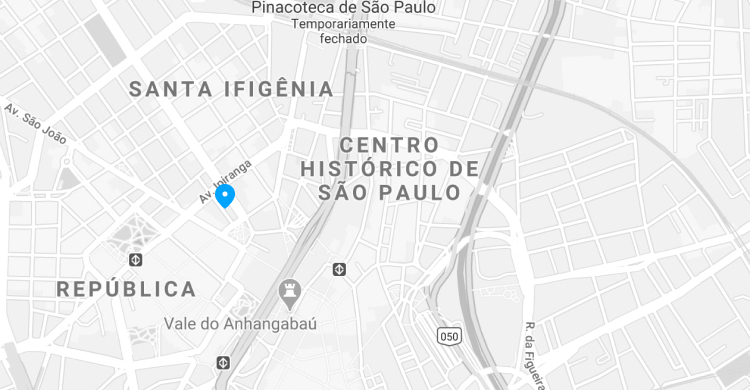 Pinacoteca de São Paulo
Temporariamente
fechado
SANTA IFIGÊNIA
Av. São João
CENTRO
HISTÓRICO DE
SÃO PAULO
Av. Ipiranga
REPÚBLICA
Vale do Anhangabaú
050
R. da Figueira